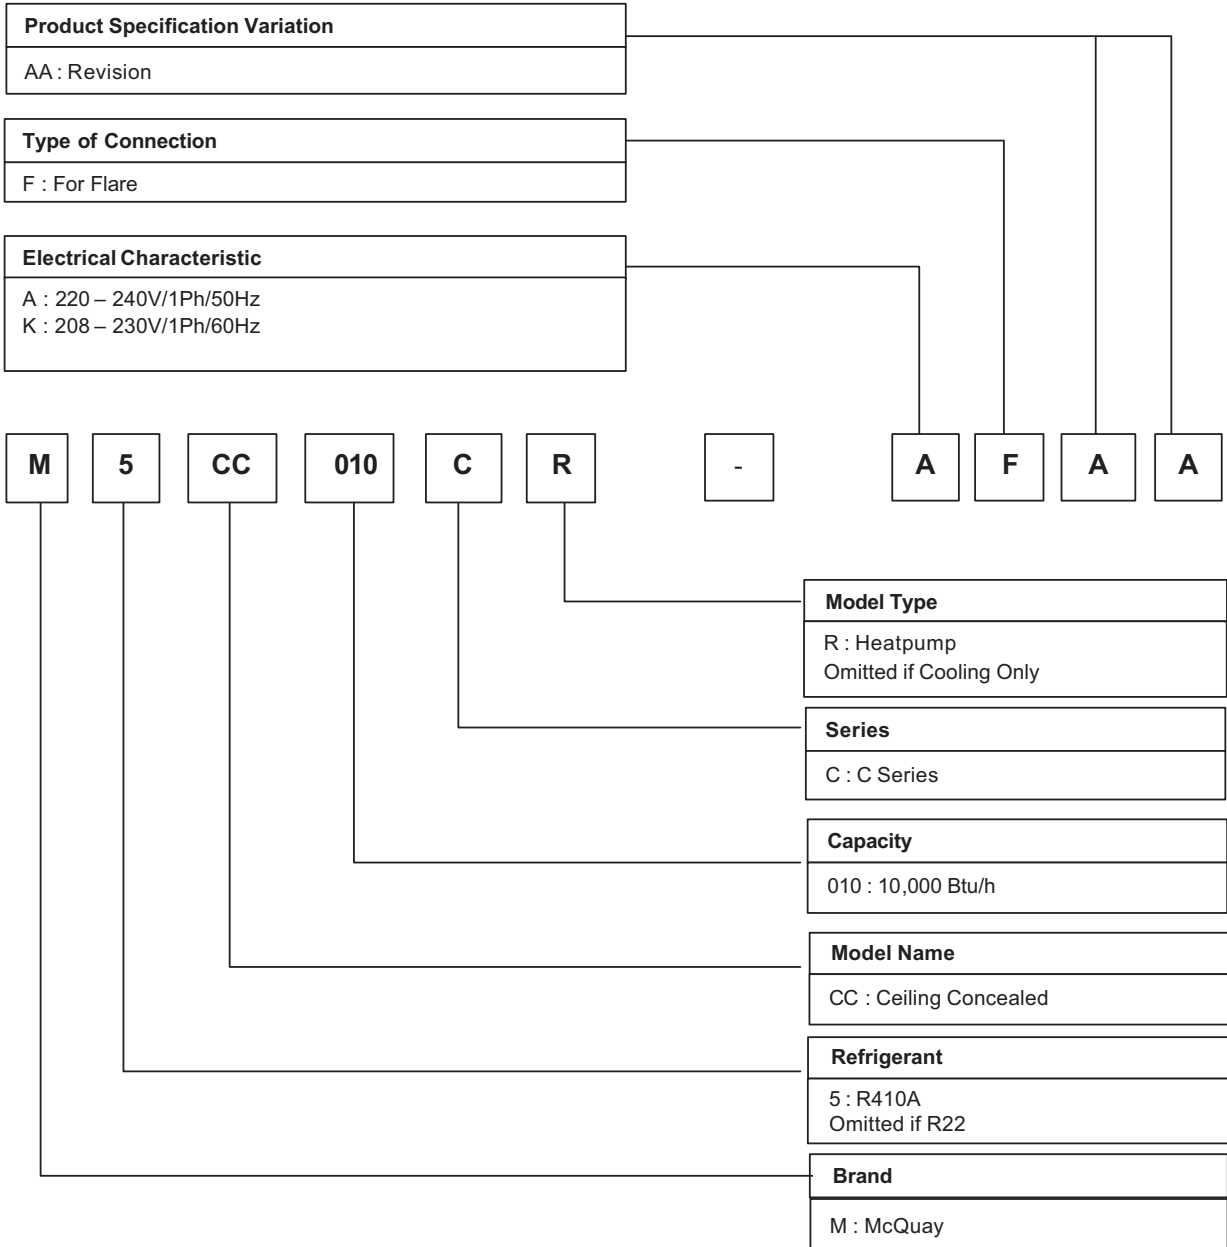 Product Specification Variation
AA : Revision
Type of Connection
F : For Flare
Electrical Characteristic
A : 220 – 240V/1Ph/50Hz
K : 208 – 230V/1Ph/60Hz
M 5 CC 010 C R - A F A A
Model Type
R : Heatpump
Omitted if Cooling Only
Series
C : C Series
Capacity
010 : 10,000 Btu/h
Model Name
CC : Ceiling Concealed
Refrigerant
5 : R410A
Omitted if R22
Brand
M : McQuay